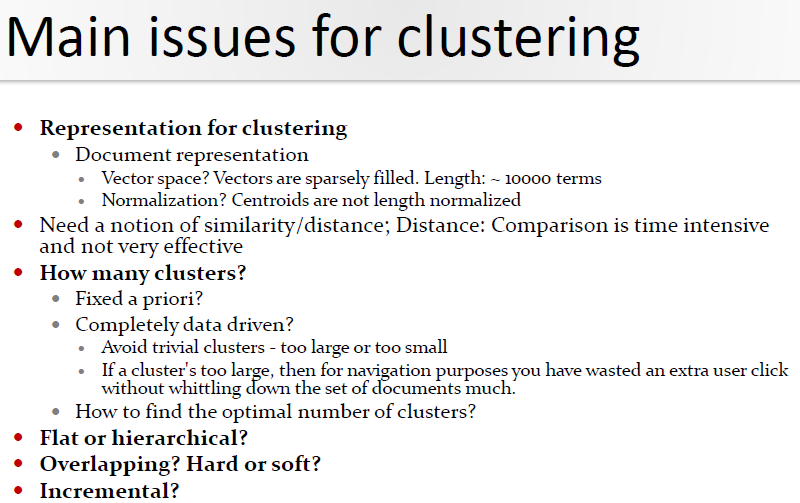 Main issues for clustering
• Representation for clustering
• Document representation
• Vector space? Vectors are sparsely filled. Length: ~ 10000 terms
• Normalization? Centroids are not length normalized
• Need a notion of similarity/distance; Distance: Comparison is time intensive
and not very effective
• How many clusters?
• Fixed a priori?
• Completely data driven?
• Avoid trivial clusters - too large or too small
• If a cluster's too large, then for navigation purposes you have wasted an extra user click
without whittling down the set of documents much.
• How to find the optimal number of clusters?
• Flat or hierarchical?
• Overlapping? Hard or soft?
• Incremental?